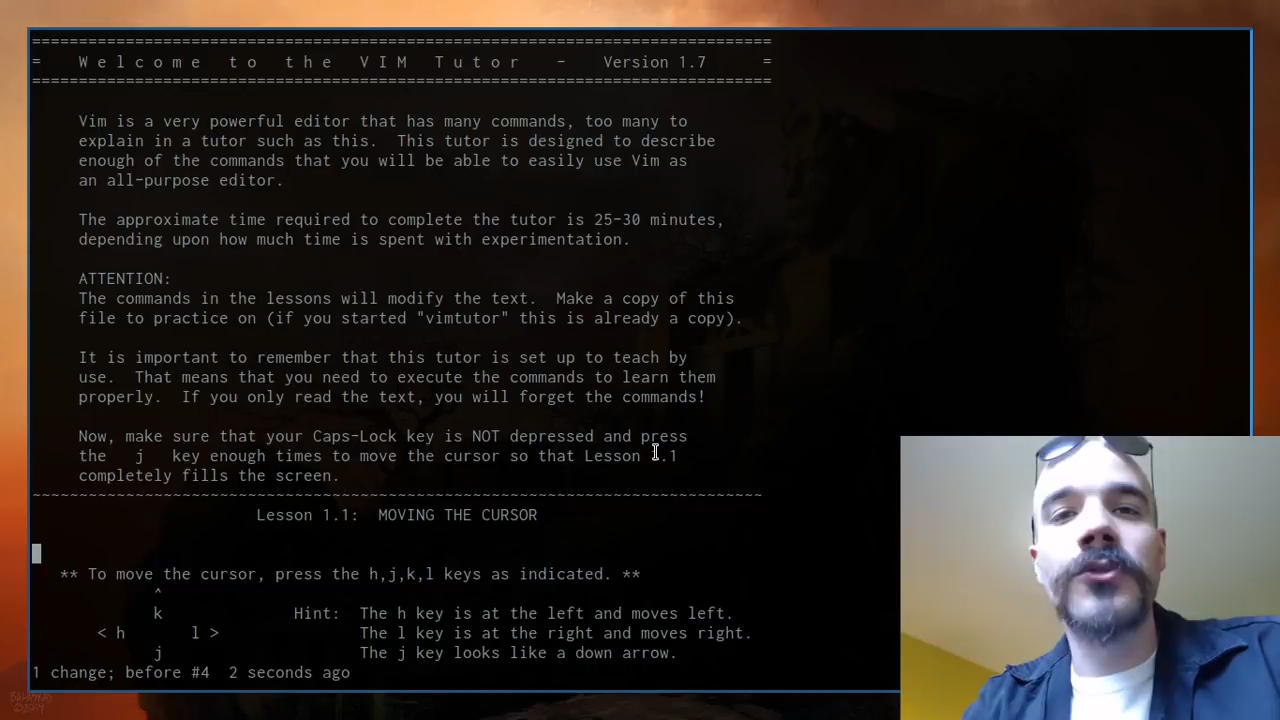 ===============================================================================
=    W e l c o m e   t o   t h e   V I M   T u t o r    -    Version 1.7      =
===============================================================================
Vim is a very powerful editor that has many commands, too many to
explain in a tutor such as this.  This tutor is designed to describe
enough of the commands that you will be able to easily use Vim as
an all-purpose editor.
The approximate time required to complete the tutor is 25-30 minutes,
depending upon how much time is spent with experimentation.
ATTENTION:
The commands in the lessons will modify the text.  Make a copy of this
file to practice on (if you started "vimtutor" this is already a copy).
It is important to remember that this tutor is set up to teach by
use.  That means that you need to execute the commands to learn them
properly.  If you only read the text, you will forget the commands!
Now, make sure that your Caps-Lock key is NOT depressed and press
the   j   key enough times to move the cursor so that Lesson 1.1
completely fills the screen.
~~~~~~~~~~~~~~~~~~~~~~~~~~~~~~~~~~~~~~~~~~~~~~~~~~~~~~~~~~~~~~~~~~~~~~~~~~~~~~
Lesson 1.1:  MOVING THE CURSOR
** To move the cursor, press the h,j,k,l keys as indicated. **
^
k              Hint:  The h key is at the left and moves left.
< h       l >               The l key is at the right and moves right.
j                     The j key looks like a down arrow.
1 change; before #4  2 seconds ago